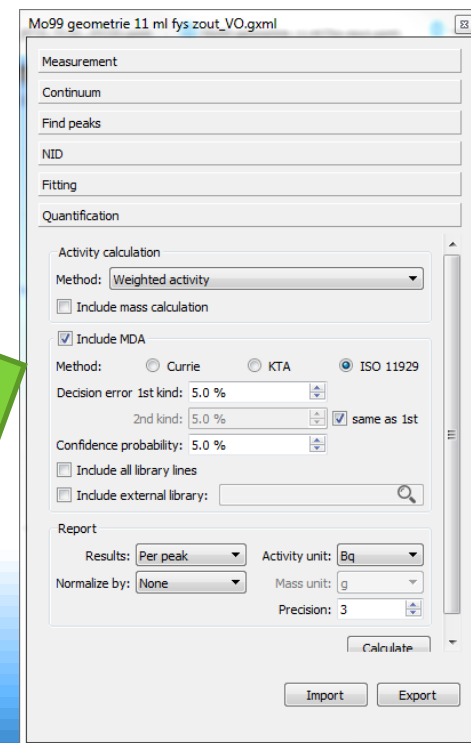 Mo99 geometrie 11 ml fys zout_VO.gxml
Measurement
Continuum
Find peaks
NID
Fitting
Quantification
Activity calculation
Method: Weighted activity
Include mass calculation
Include MDA
Method: Currie KTA ISO 11929
Decision error 1st kind: 5.0 %
2nd kind: 5.0 % same as 1st
Confidence probability: 5.0 %
Include all library lines
Include external library:
Report
Results: Per peak Activity unit: Bq
Normalize by: None Mass unit: g
Precision: 3
Calculate
Import Export